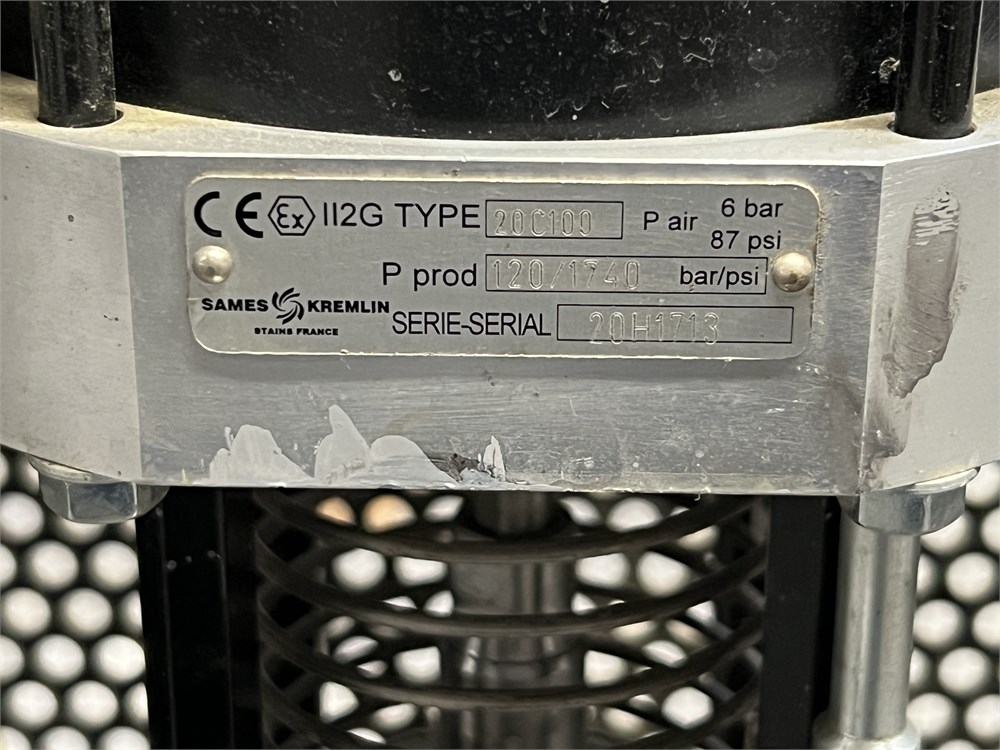 CE Ex II2G TYPE 20C100 P air 6 bar
87 psi
P prod 120/1740 bar/psi
SAMES KREMLIN
STAINS FRANCE
SERIE-SERIAL 20H1713